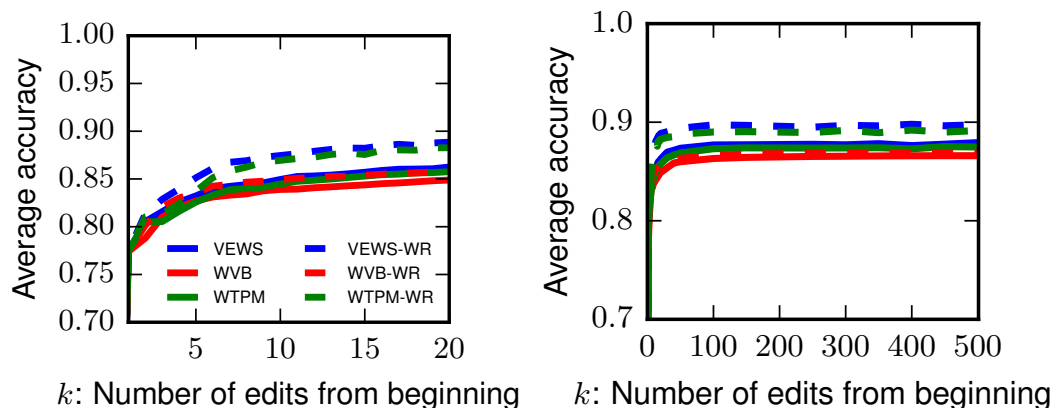 1.00
0.95
0.90
0.85
0.80
0.75
0.70
Average accuracy
VEWS
WVB
WTPM
VEWS-WR
WVB-WR
WTPM-WR
5
10
15
20
k: Number of edits from beginning
1.0
0.9
0.8
0.7
Average accuracy
0
100
200
300
400
500
k: Number of edits from beginning